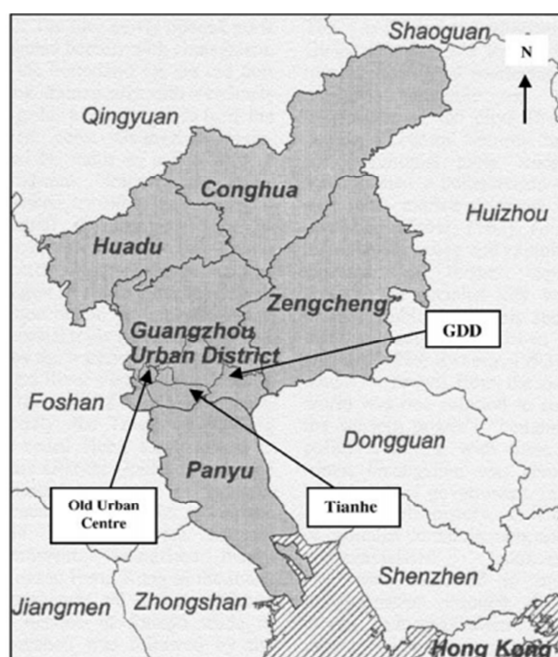 Shaoguan
N
Qingyuan
Conghua
Huizhou
Huadu
Zengcheng
GDD
Guangzhou
Urban District
Foshan
Dongguan
Panyu
Old Urban
Centre
Tianhe
Shenzhen
Zhongshan
Jiangmen
Hong Kong